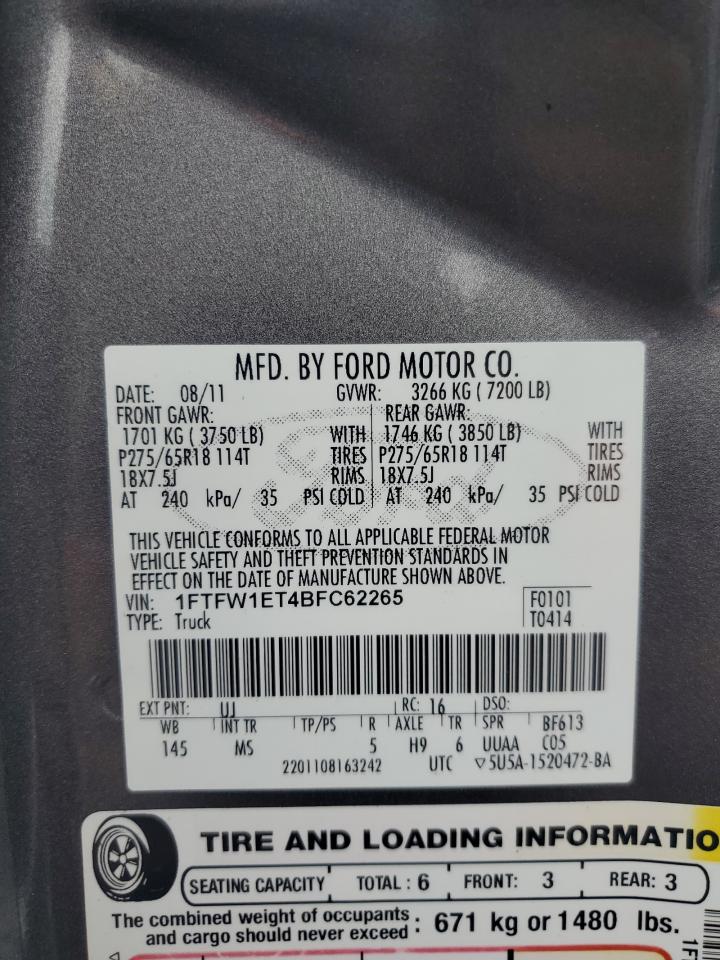 MFD. BY FORD MOTOR CO.
DATE: 08/11 GVWR: 3266 KG ( 7200 LB)
FRONT GAWR: REAR GAWR:
1701 KG ( 3750 LB) WITH 1746 KG ( 3850 LB) WITH
P275/65R18 114T TIRES P275/65R18 114T TIRES
18X7.5J RIMS 18X7.5J RIMS
AT 240 kPa/ 35 PSI COLD AT 240 kPa/ 35 PSI COLD
THIS VEHICLE CONFORMS TO ALL APPLICABLE FEDERAL MOTOR
VEHICLE SAFETY AND THEFT PREVENTION STANDARDS IN
EFFECT ON THE DATE OF MANUFACTURE SHOWN ABOVE.
VIN: 1FTFW1ET4BFC62265 F0101
TYPE: Truck T0414
EXT PNT: UJ RC: 16 DSO:
WB INT TR TP/PS R AXLE TR SPR BF613
145 MS 5 H9 6 UUAA C05
2201108163242 UTC ▽5U5A-1520472-BA
TIRE AND LOADING INFORMATIO
SEATING CAPACITY TOTAL : 6 FRONT: 3 REAR: 3
The combined weight of occupants
and cargo should never exceed : 671 kg or 1480 lbs.
1F